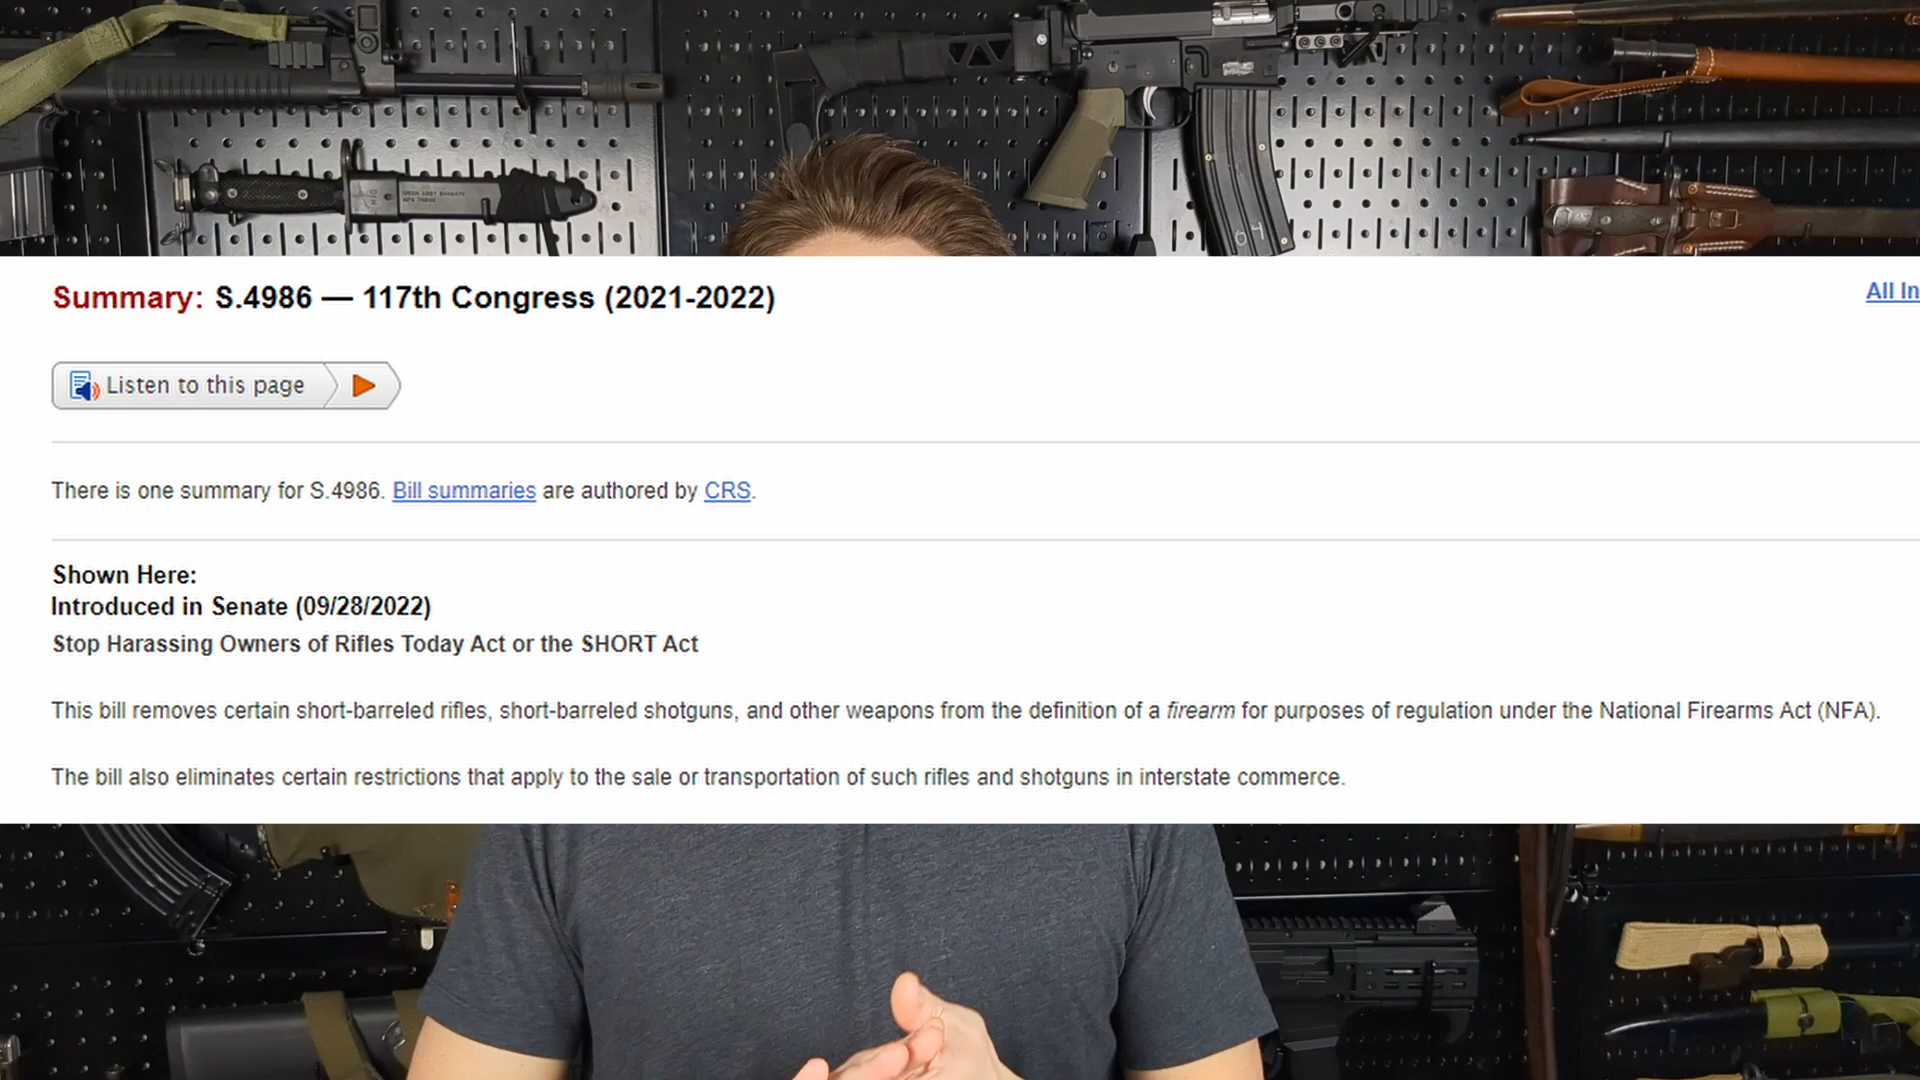 64
Summary: S.4986 — 117th Congress (2021-2022)
All In
Listen to this page
There is one summary for S.4986. Bill summaries are authored by CRS.
Shown Here:
Introduced in Senate (09/28/2022)
Stop Harassing Owners of Rifles Today Act or the SHORT Act
This bill removes certain short-barreled rifles, short-barreled shotguns, and other weapons from the definition of a firearm for purposes of regulation under the National Firearms Act (NFA).
The bill also eliminates certain restrictions that apply to the sale or transportation of such rifles and shotguns in interstate commerce.